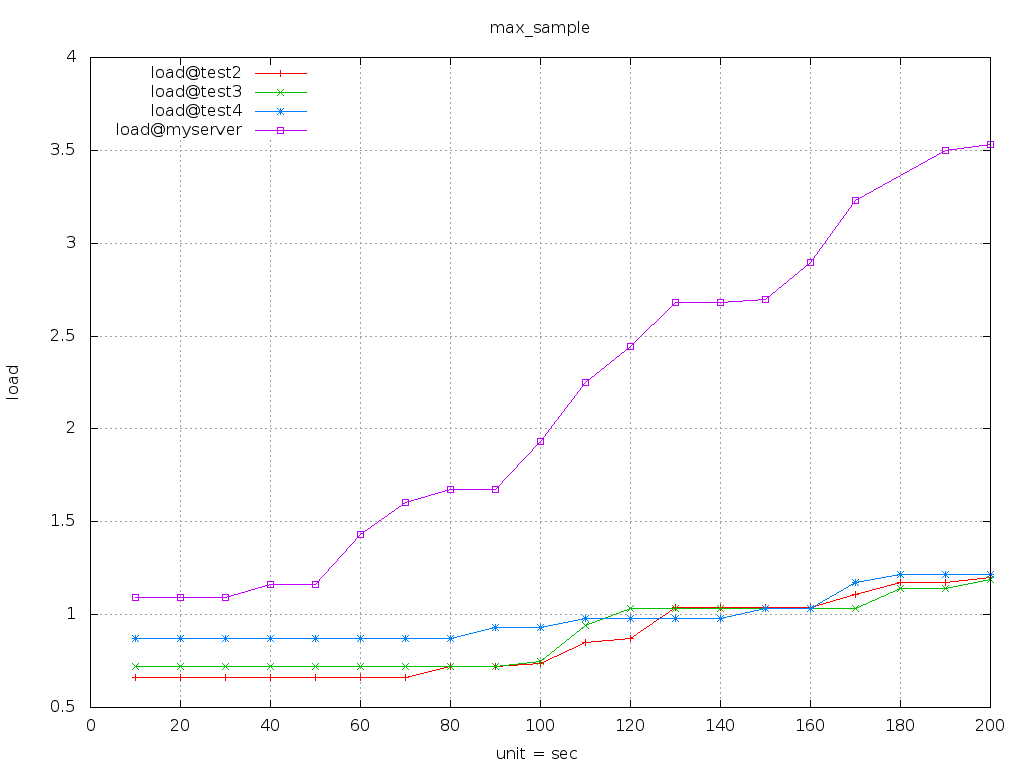 max_sample
load@test2
load@test3
load@test4
load@myserver
4
3.5
3
2.5
2
1.5
1
0.5
load
0 20 40 60 80 100 120 140 160 180 200
unit = sec